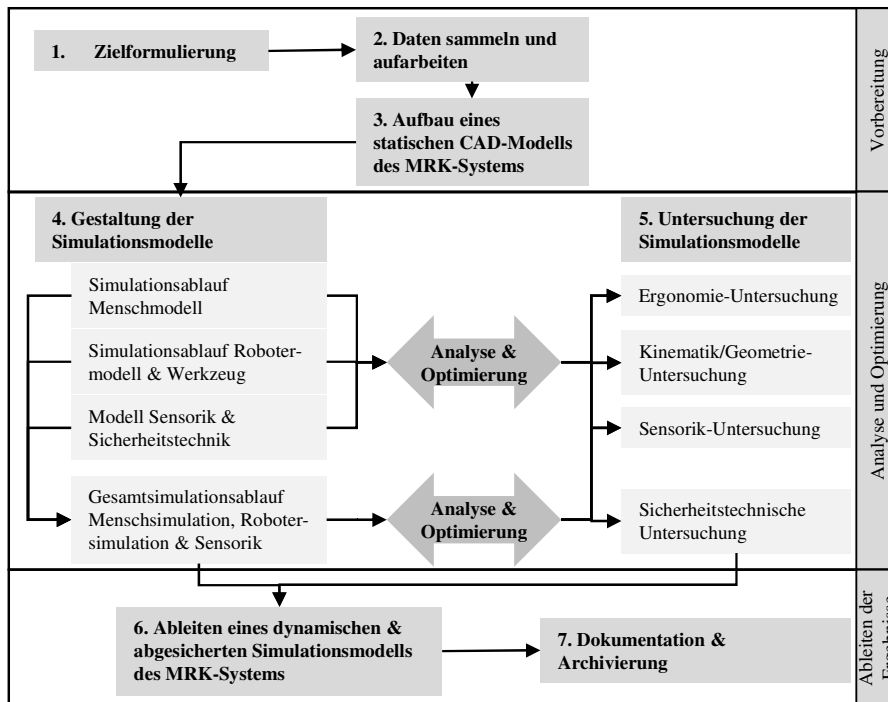 1. Zielformulierung
2. Daten sammeln und
aufarbeiten
3. Aufbau eines
statischen CAD-Modells
des MRK-Systems
Vorbereitung
4. Gestaltung der
Simulationsmodelle
Simulationsablauf
Menschmodell
Simulationsablauf Roboter-
modell & Werkzeug
Modell Sensorik &
Sicherheitstechnik
Gesamtsimulationsablauf
Menschsimulation, Roboter-
simulation & Sensorik
Analyse &
Optimierung
Analyse &
Optimierung
5. Untersuchung der
Simulationsmodelle
Ergonomie-Untersuchung
Kinematik/Geometrie-
Untersuchung
Sensorik-Untersuchung
Sicherheitstechnische
Untersuchung
Analyse und Optimierung
6. Ableiten eines dynamischen &
abgesicherten Simulationsmodells
des MRK-Systems
7. Dokumentation &
Archivierung
Ableiten der
Ergebnisse